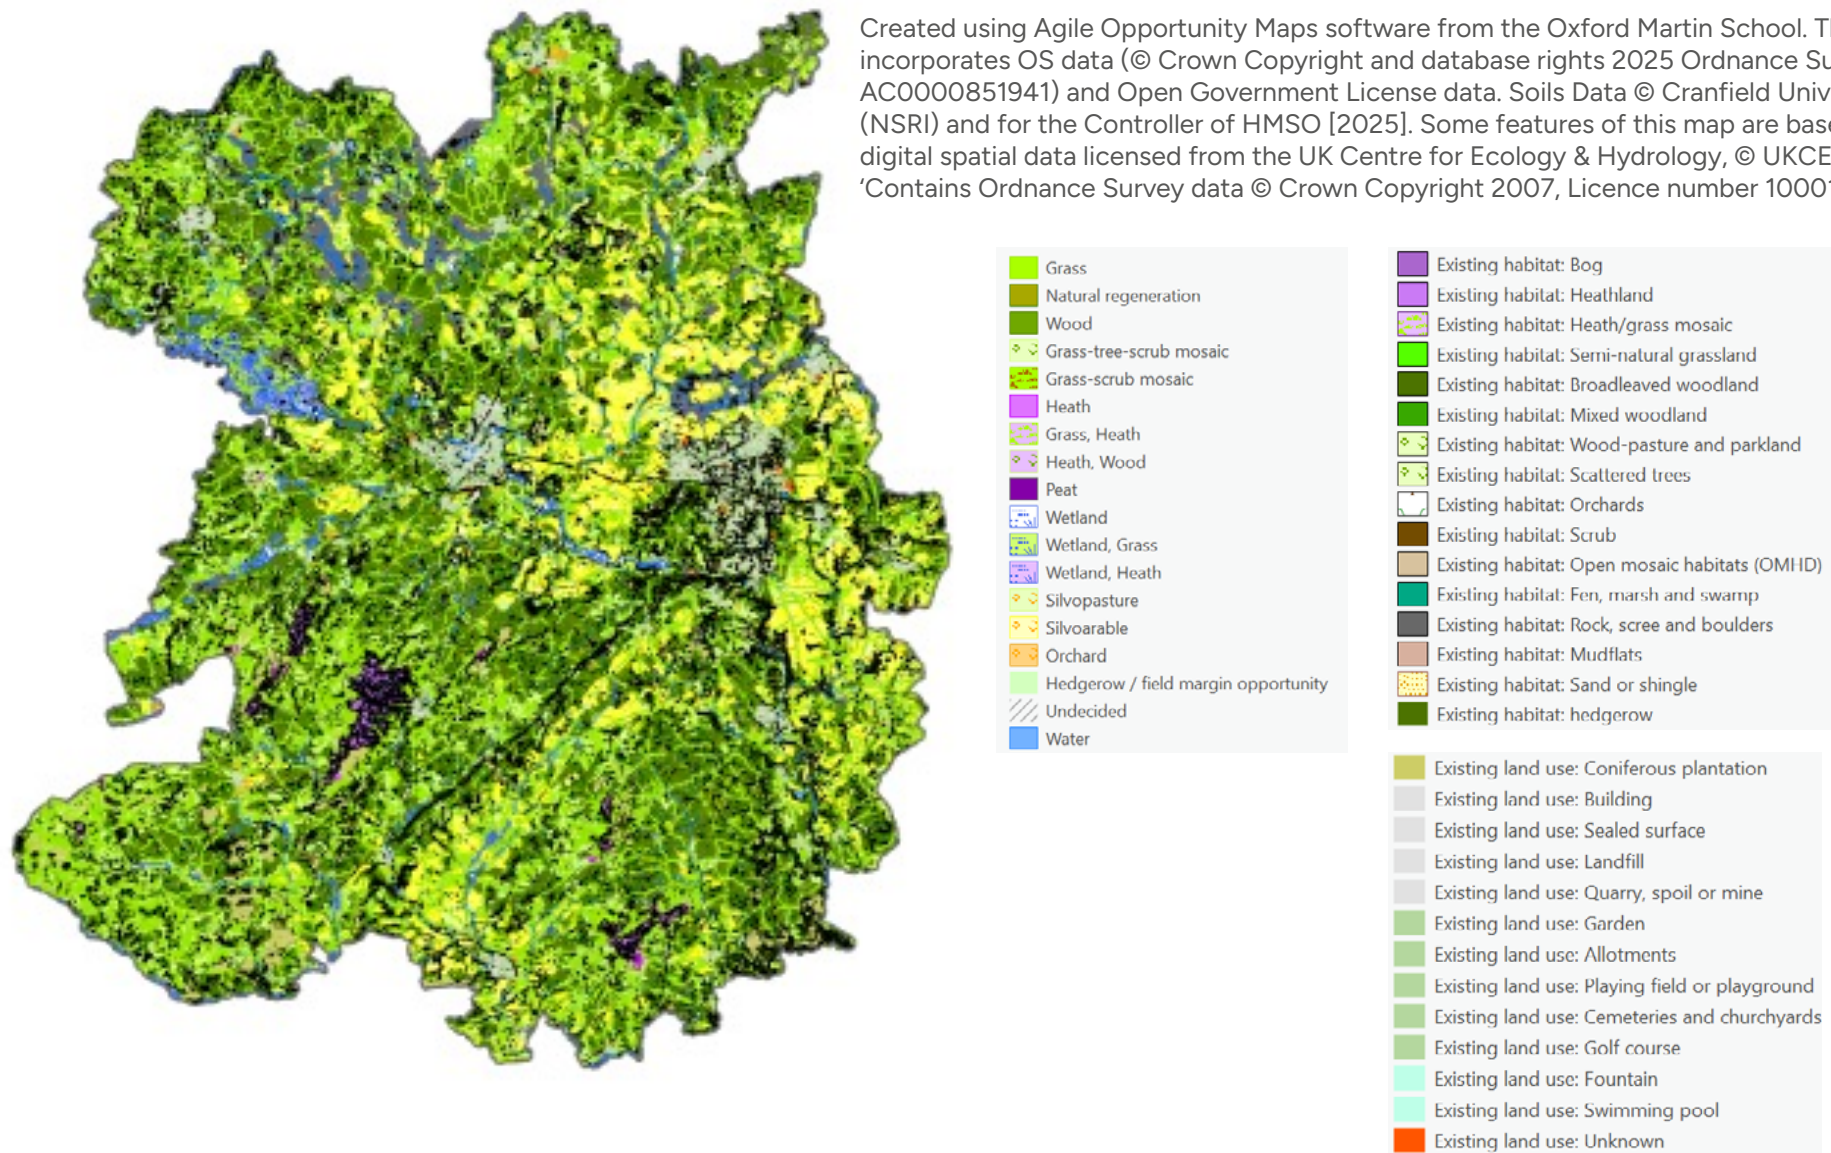 Created using Agile Opportunity Maps software from the Oxford Martin School. T
incorporates OS data (© Crown Copyright and database rights 2025 Ordnance Su
AC0000851941) and Open Government License data. Soils Data © Cranfield Univ
(NSRI) and for the Controller of HMSO [2025]. Some features of this map are base
digital spatial data licensed from the UK Centre for Ecology & Hydrology, © UKCE
‘Contains Ordnance Survey data © Crown Copyright 2007, Licence number 1000
Grass
Natural regeneration
Wood
Grass-tree-scrub mosaic
Grass-scrub mosaic
Heath
Grass, Heath
Heath, Wood
Peat
Wetland
Wetland, Grass
Wetland, Heath
Silvopasture
Silvoarable
Orchard
Hedgerow / field margin opportunity
Undecided
Water
Existing habitat: Bog
Existing habitat: Heathland
Existing habitat: Heath/grass mosaic
Existing habitat: Semi-natural grassland
Existing habitat: Broadleaved woodland
Existing habitat: Mixed woodland
Existing habitat: Wood-pasture and parkland
Existing habitat: Scattered trees
Existing habitat: Orchards
Existing habitat: Scrub
Existing habitat: Open mosaic habitats (OMHD)
Existing habitat: Fen, marsh and swamp
Existing habitat: Rock, scree and boulders
Existing habitat: Mudflats
Existing habitat: Sand or shingle
Existing habitat: hedgerow
Existing land use: Coniferous plantation
Existing land use: Building
Existing land use: Sealed surface
Existing land use: Landfill
Existing land use: Quarry, spoil or mine
Existing land use: Garden
Existing land use: Allotments
Existing land use: Playing field or playground
Existing land use: Cemeteries and churchyards
Existing land use: Golf course
Existing land use: Fountain
Existing land use: Swimming pool
Existing land use: Unknown